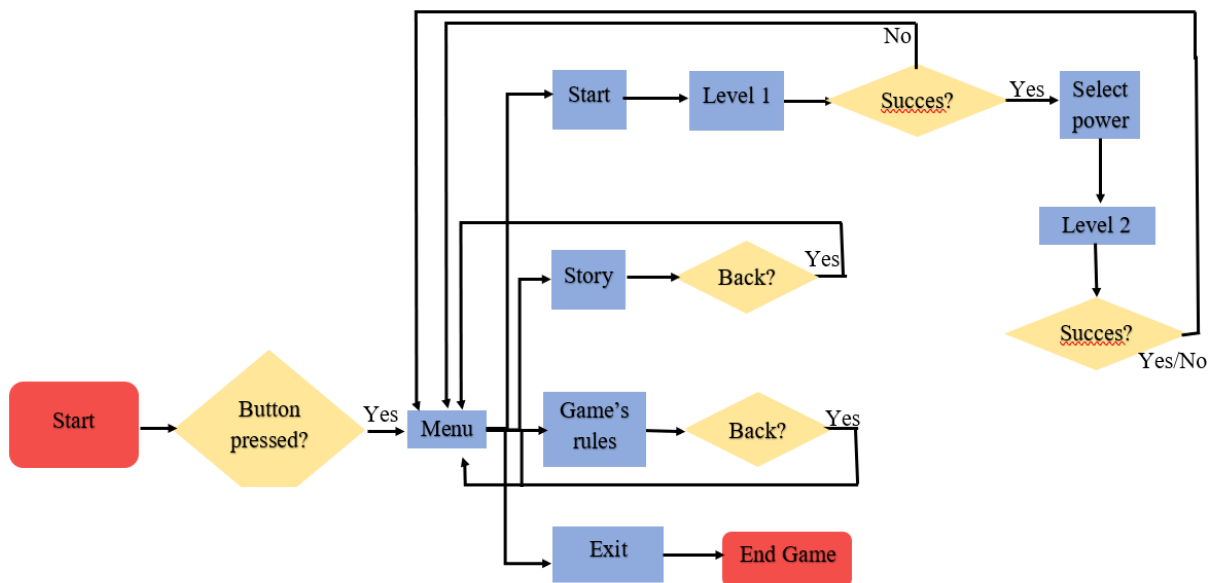 No
Start
Level 1
Succes?
Yes
Select
power
Level 2
Succes?
Yes/No
Story
Back?
Yes
Start
Button
pressed?
Yes
Menu
Game's
rules
Back?
Yes
Exit
End Game